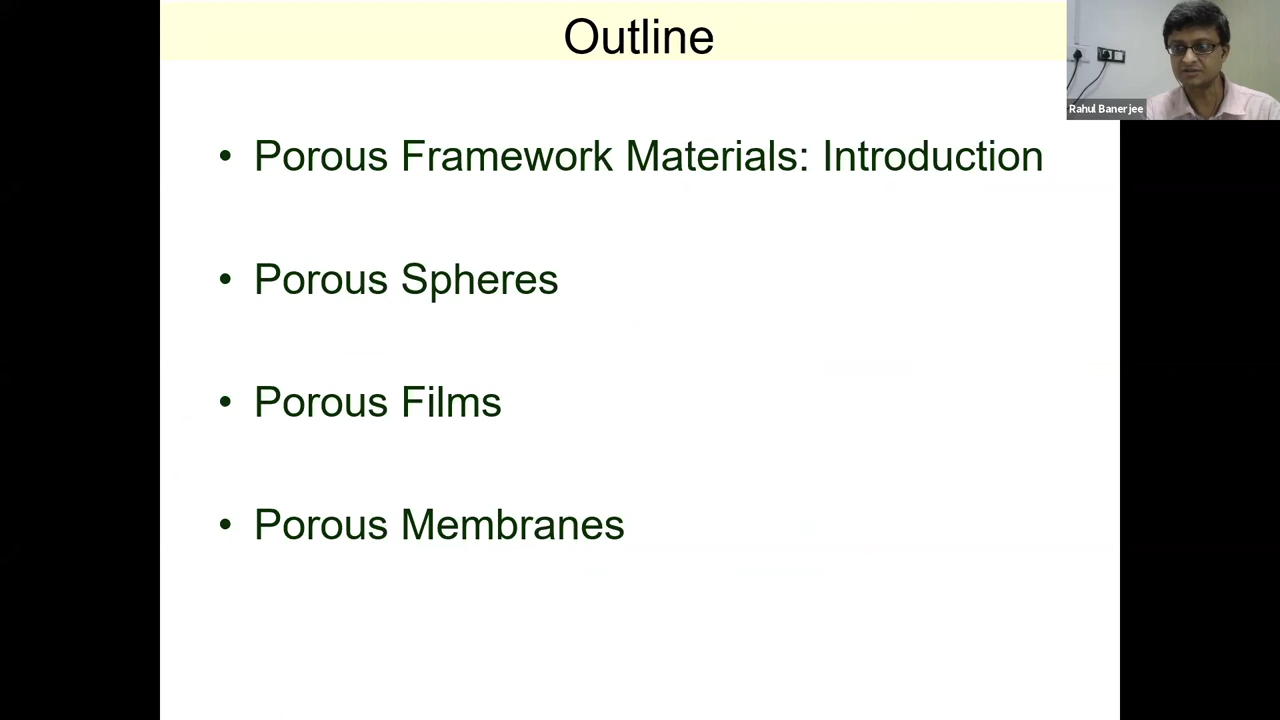 Outline
Rahul Banerjee
• Porous Framework Materials: Introduction
• Porous Spheres
• Porous Films
• Porous Membranes